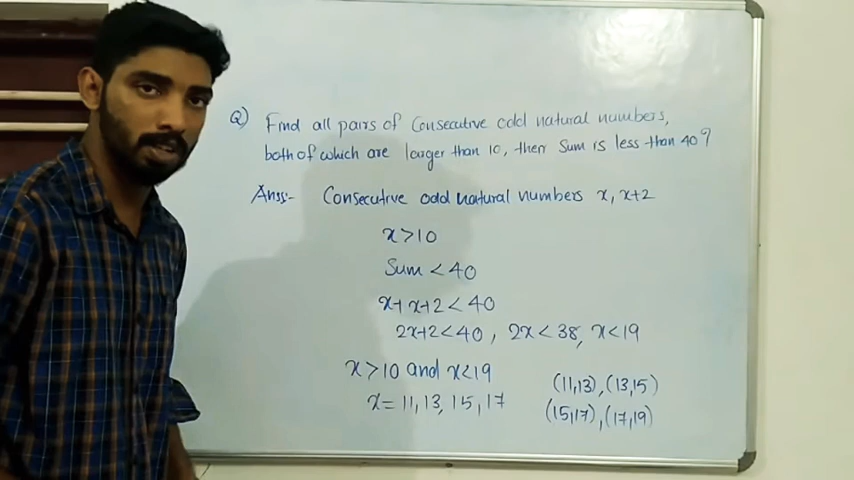 Q) Find all pairs of Consecutive odd natural numbers,
both of which are larger than 10, then Sum is less than 40?
Anss:- Consecutive odd natural numbers x, x+2
x>10
Sum < 40
x+x+2 < 40
2x+2<40, 2x<38, x<19
x>10 and x<19
x=11,13,15,17
(11,13),(13,15)
(15,17),(17,19)